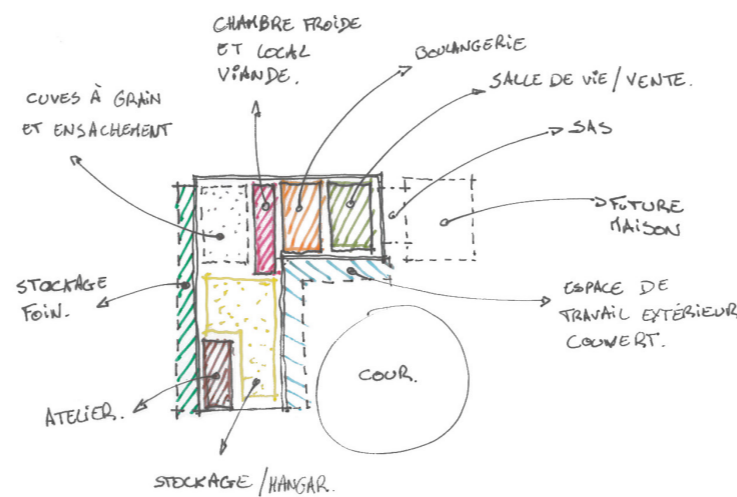 CHAMBRE FROIDE
ET LOCAL
VIANDE.
BOULANGERIE
SALLE DE VIE/VENTE.
CUVES À GRAIN
ET ENSACHEMENT
SAS
FUTURE
MAISON
STOCKAGE
FOIN.
ESPACE DE
TRAVAIL EXTÉRIEUR
COUVERT.
COUR.
ATELIER.
STOCKAGE/HANGAR.